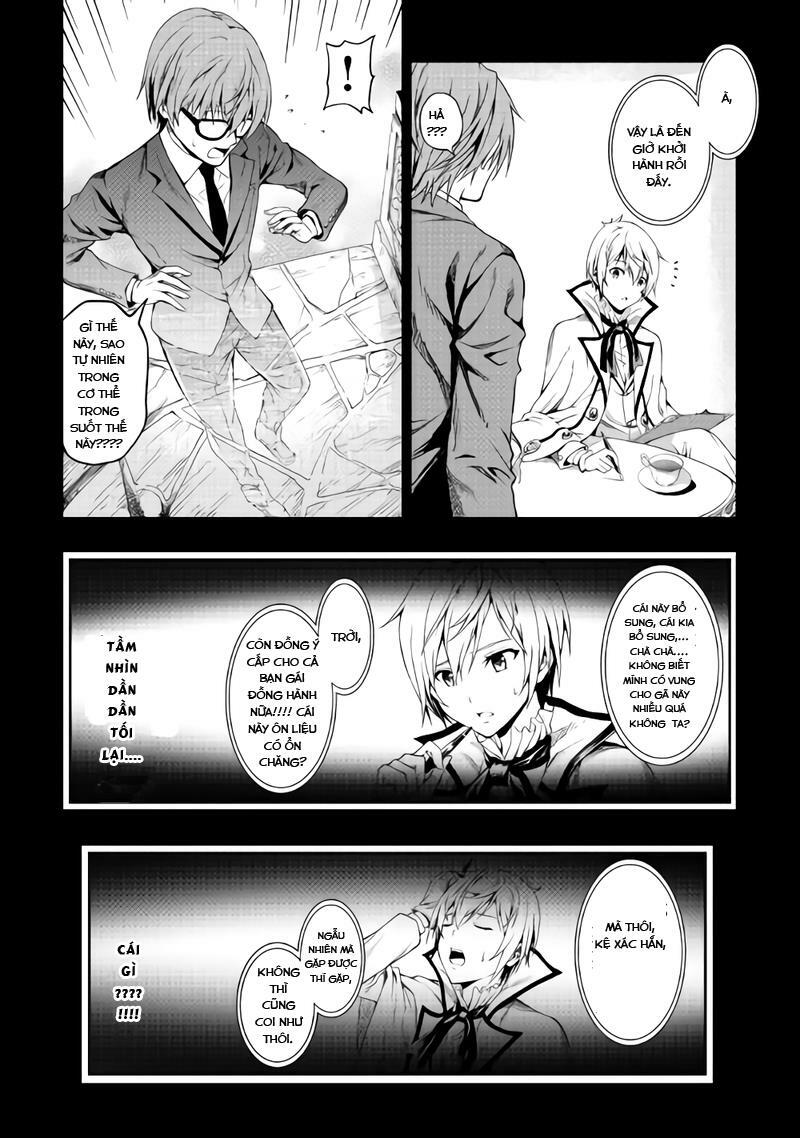 À,
VẬY LÀ ĐẾN
GIỜ KHỞI
HÀNH RỒI
ĐẤY.
HẢ
???
!
GÌ THẾ
NÀY, SAO
TỰ NHIÊN
TRONG
CƠ THỂ
TRONG
SUỐT THẾ
NÀY????
CÁI NÀY BỔ
SUNG, CÁI KIA
BỔ SUNG,...
CHÀ CHÀ....
KHÔNG BIẾT
MÌNH CÓ VUNG
CHO GÃ NÀY
NHIỀU QUÁ
KHÔNG TA?
TRỜI,
CÒN ĐỒNG Ý
CẤP CHO CẢ
BẠN GÁI
ĐỒNG HÀNH
NỮA!!!! CÁI
NÀY ÔN LIỆU
CÓ ỔN
CHĂNG?
TẦM
NHÌN
DẦN
DẦN
TỐI
LẠI....
MÀ THÔI,
KỆ XÁC HẮN,
NGẪU
NHIÊN MÀ
GẶP ĐƯỢC
THÌ GẶP,
KHÔNG
THÌ
CŨNG
COI NHƯ
THÔI.
CÁI
GÌ
????
!!!!